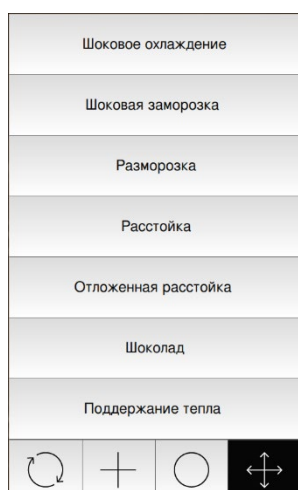 Шоковое охлаждение
Шоковая заморозка
Разморозка
Расстойка
Отложенная расстойка
Шоколад
Поддержание тепла